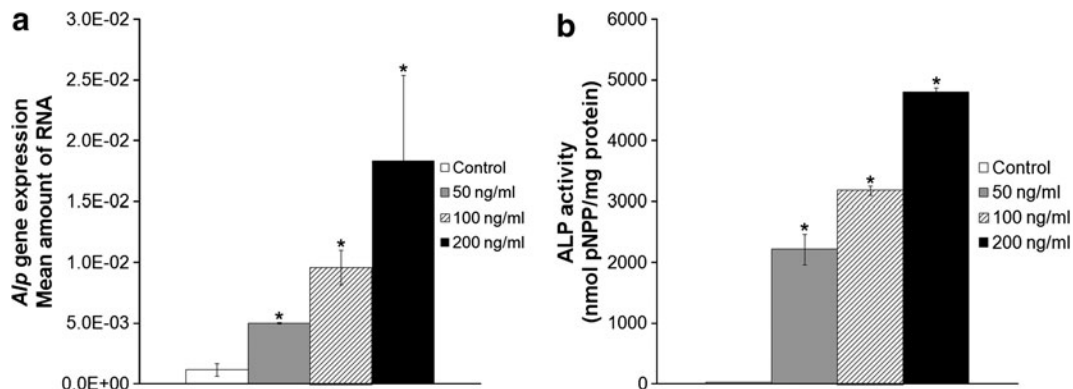 a
Alp gene expression
Mean amount of RNA
3.0E-02
2.5E-02
2.0E-02
1.5E-02
1.0E-02
5.0E-03
0.0E+00
*
*
*
Control
50 ng/ml
100 ng/ml
200 ng/ml
b
ALP activity
(nmol pNPP/mg protein)
6000
5000
4000
3000
2000
1000
0
*
*
*
Control
50 ng/ml
100 ng/ml
200 ng/ml